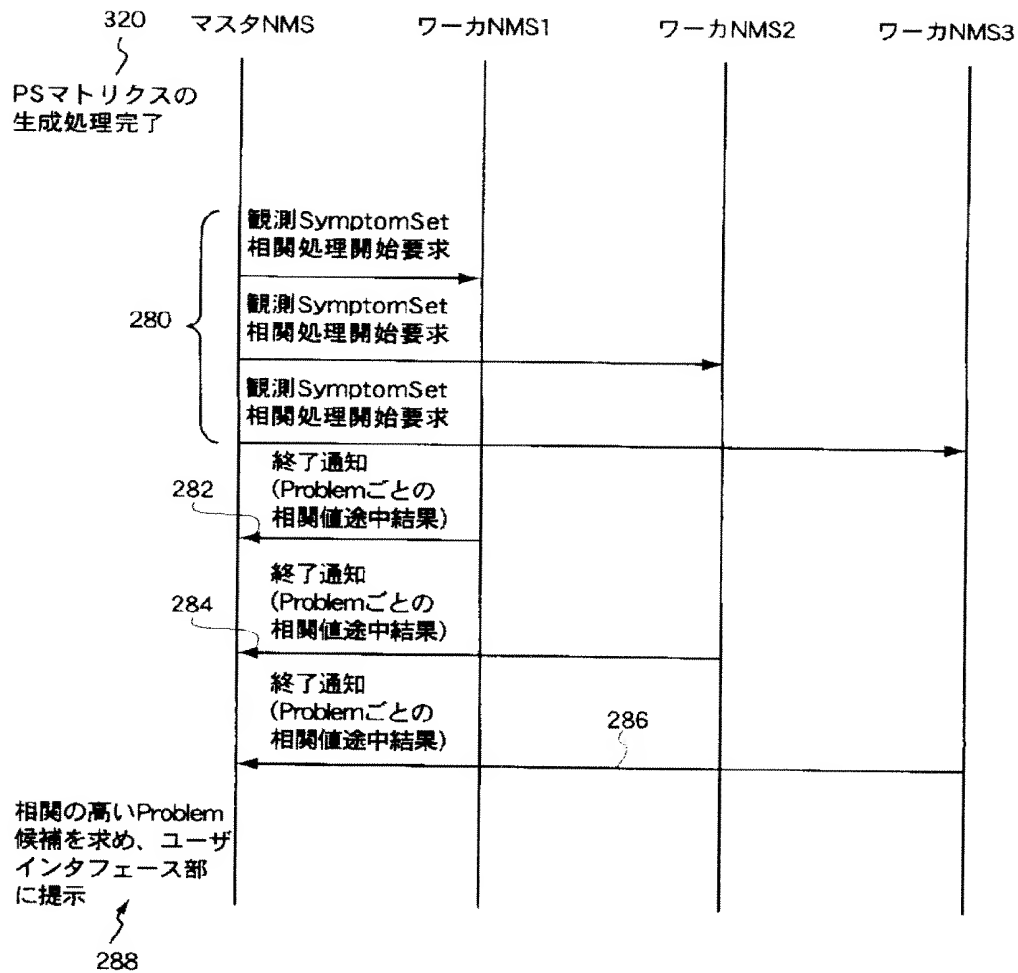 320
マスタNMS
ワーカNMS1
ワーカNMS2
ワーカNMS3
PSマトリクスの
生成処理完了
280
観測SymptomSet
相関処理開始要求
観測SymptomSet
相関処理開始要求
観測SymptomSet
相関処理開始要求
282
終了通知
(Problemごとの
相関値途中結果)
284
終了通知
(Problemごとの
相関値途中結果)
286
終了通知
(Problemごとの
相関値途中結果)
相関の高いProblem
候補を求め、ユーザ
インタフェース部
に提示
288